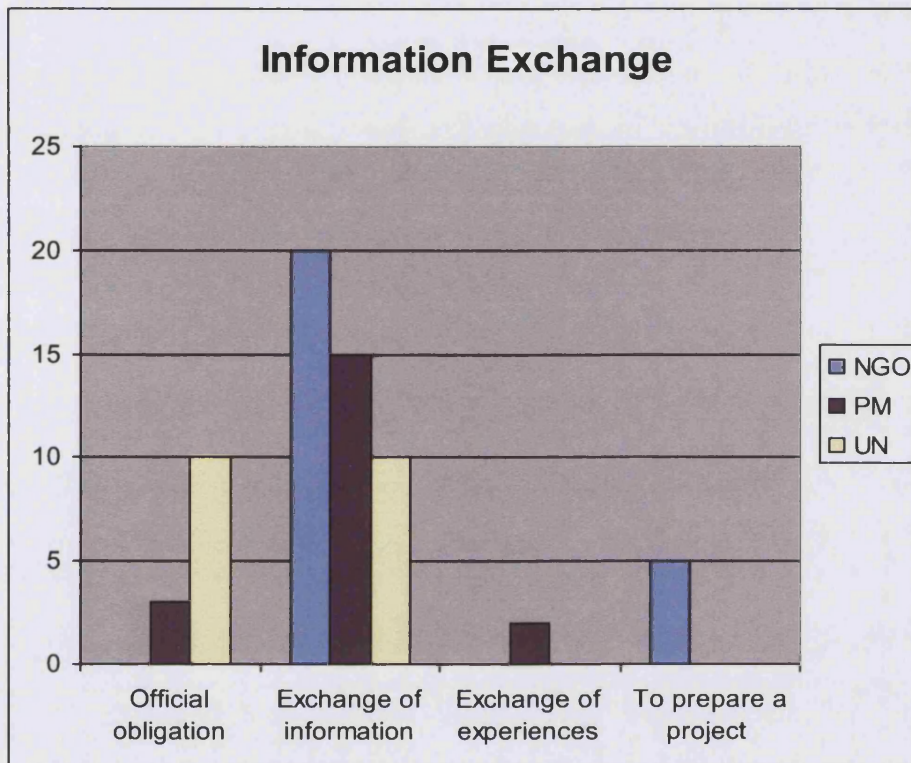 Information Exchange
25
20
15
10
5
0
Official obligation
Exchange of information
Exchange of experiences
To prepare a project
NGO
PM
UN